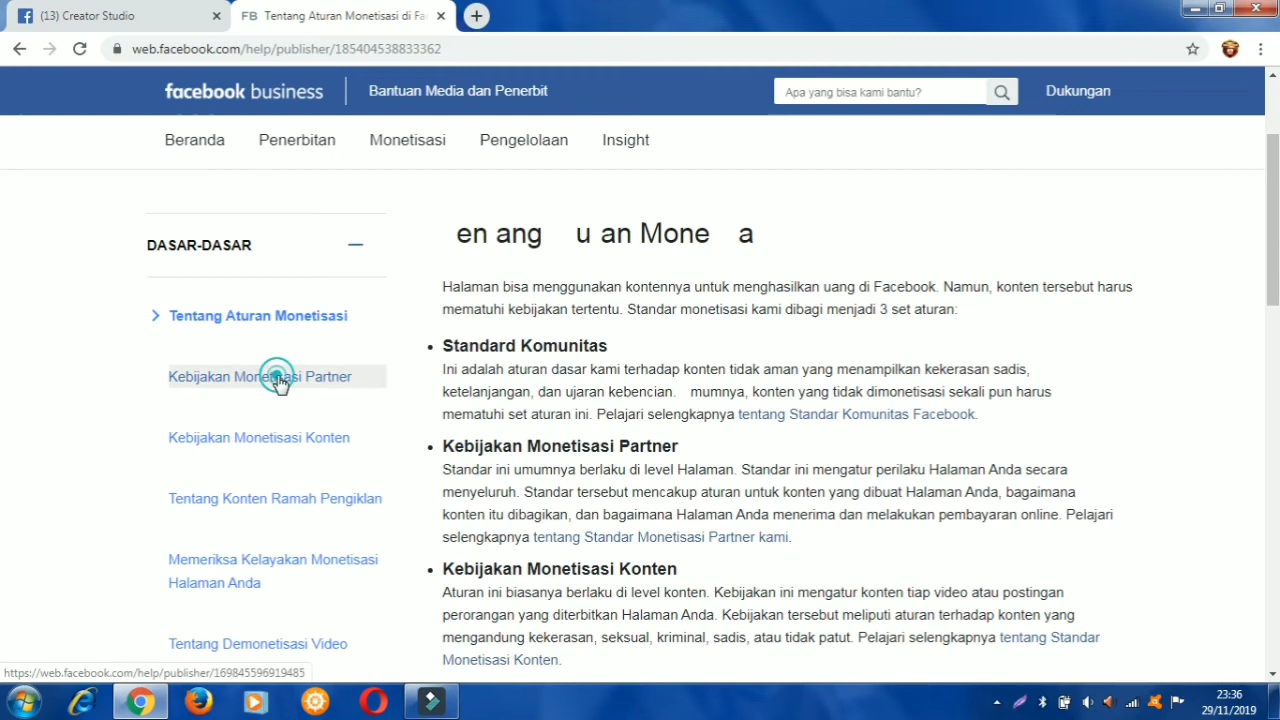 (13) Creator Studio
FB Tentang Aturan Monetisasi di Fa
web.facebook.com/help/publisher/185404538833362
facebook business
Bantuan Media dan Penerbit
Apa yang bisa kami bantu?
Dukungan
Beranda Penerbitan Monetisasi Pengelolaan Insight
DASAR-DASAR
Tentang Aturan Monetisasi
Kebijakan Monetisasi Partner
Kebijakan Monetisasi Konten
Tentang Konten Ramah Pengiklan
Memeriksa Kelayakan Monetisasi
Halaman Anda
Tentang Demonetisasi Video
en ang u an Mone a
Halaman bisa menggunakan kontennya untuk menghasilkan uang di Facebook. Namun, konten tersebut harus
mematuhi kebijakan tertentu. Standar monetisasi kami dibagi menjadi 3 set aturan:
• Standard Komunitas
Ini adalah aturan dasar kami terhadap konten tidak aman yang menampilkan kekerasan sadis,
ketelanjangan, dan ujaran kebencian. mumnya, konten yang tidak dimonetisasi sekali pun harus
mematuhi set aturan ini. Pelajari selengkapnya tentang Standar Komunitas Facebook.
• Kebijakan Monetisasi Partner
Standar ini umumnya berlaku di level Halaman. Standar ini mengatur perilaku Halaman Anda secara
menyeluruh. Standar tersebut mencakup aturan untuk konten yang dibuat Halaman Anda, bagaimana
konten itu dibagikan, dan bagaimana Halaman Anda menerima dan melakukan pembayaran online. Pelajari
selengkapnya tentang Standar Monetisasi Partner kami.
• Kebijakan Monetisasi Konten
Aturan ini biasanya berlaku di level konten. Kebijakan ini mengatur konten tiap video atau postingan
perorangan yang diterbitkan Halaman Anda. Kebijakan tersebut meliputi aturan terhadap konten yang
mengandung kekerasan, seksual, kriminal, sadis, atau tidak patut. Pelajari selengkapnya tentang Standar
Monetisasi Konten.
https://web.facebook.com/help/publisher/169845596919485
23:36
29/11/2019